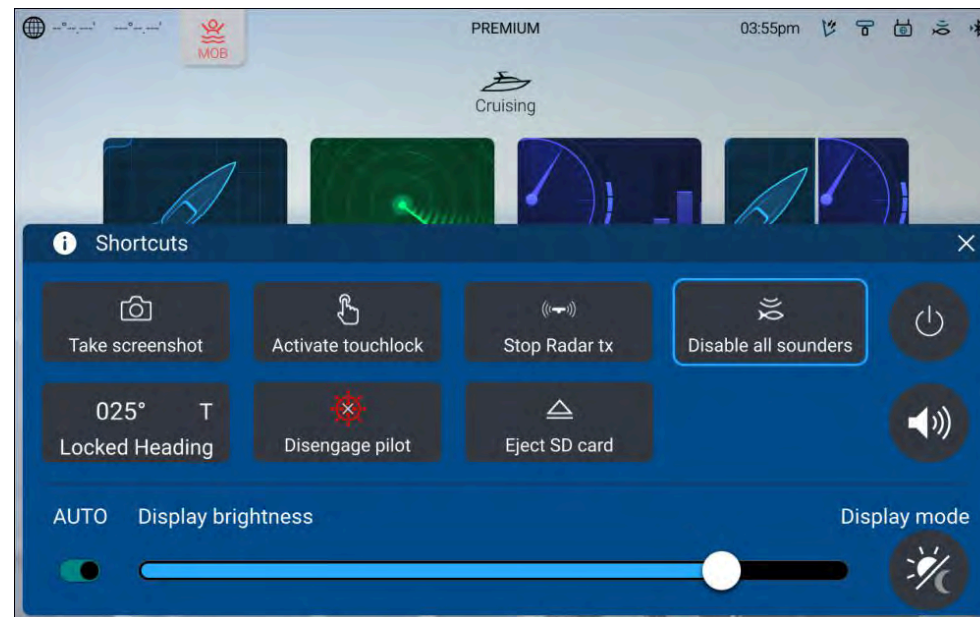 --°--.---' ---°--.---'
MOB
PREMIUM
03:55pm
Cruising
Shortcuts
Take screenshot
Activate touchlock
Stop Radar tx
Disable all sounders
025° T
Locked Heading
Disengage pilot
Eject SD card
AUTO
Display brightness
Display mode